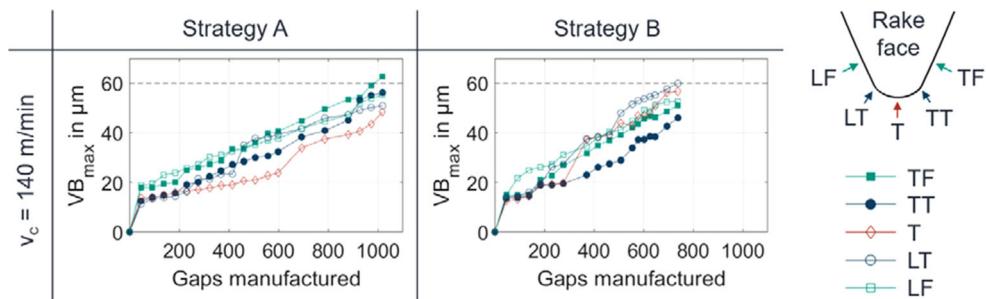 Strategy A
Strategy B
v_c = 140 m/min
VB_max in µm
60
40
20
0
200 400 600 800 1000
Gaps manufactured
VB_max in µm
60
40
20
0
200 400 600 800 1000
Gaps manufactured
Rake
face
LF
TF
LT
TT
T
TF
TT
T
LT
LF